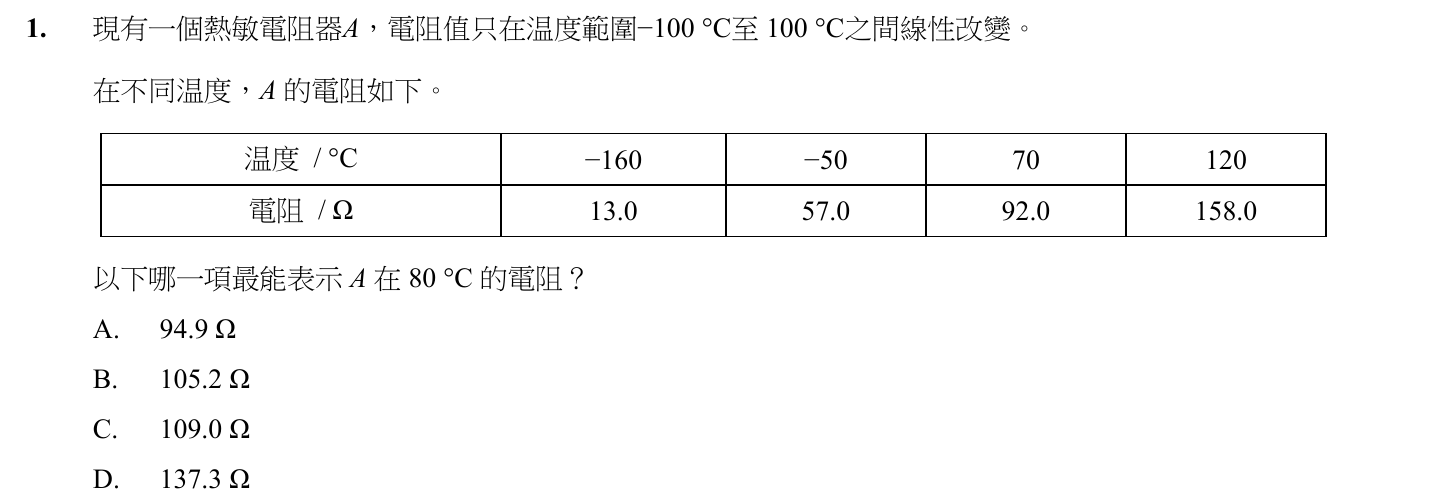 1. 現有一個熱敏電阻器A，電阻值只在温度範圍−100 °C至 100 °C之間線性改變。
在不同温度，A 的電阻如下。
温度 / °C −160 −50 70 120
電阻 / Ω 13.0 57.0 92.0 158.0
以下哪一項最能表示 A 在 80 °C 的電阻？
A. 94.9 Ω
B. 105.2 Ω
C. 109.0 Ω
D. 137.3 Ω